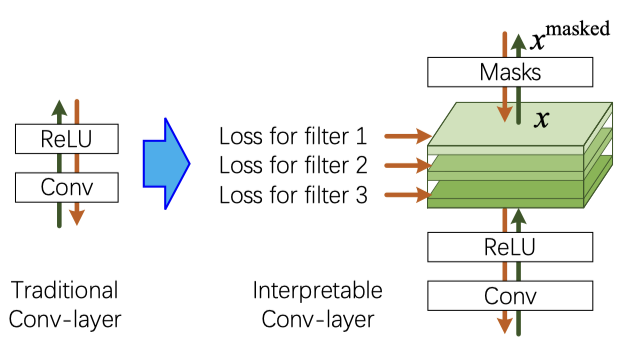 ReLU
Conv
Traditional
Conv-layer
Loss for filter 1
Loss for filter 2
Loss for filter 3
Interpretable
Conv-layer
x^masked
Masks
x
ReLU
Conv